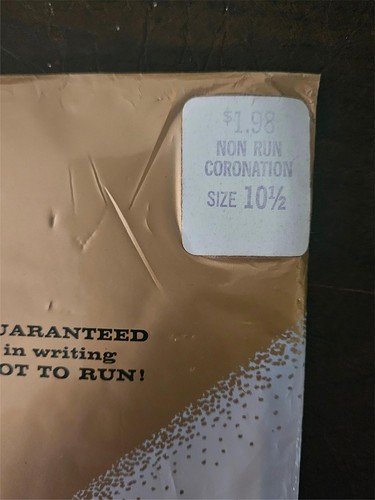 $1.98
NON RUN
CORONATION
SIZE 10½
UARANTEED
in writing
OT TO RUN!